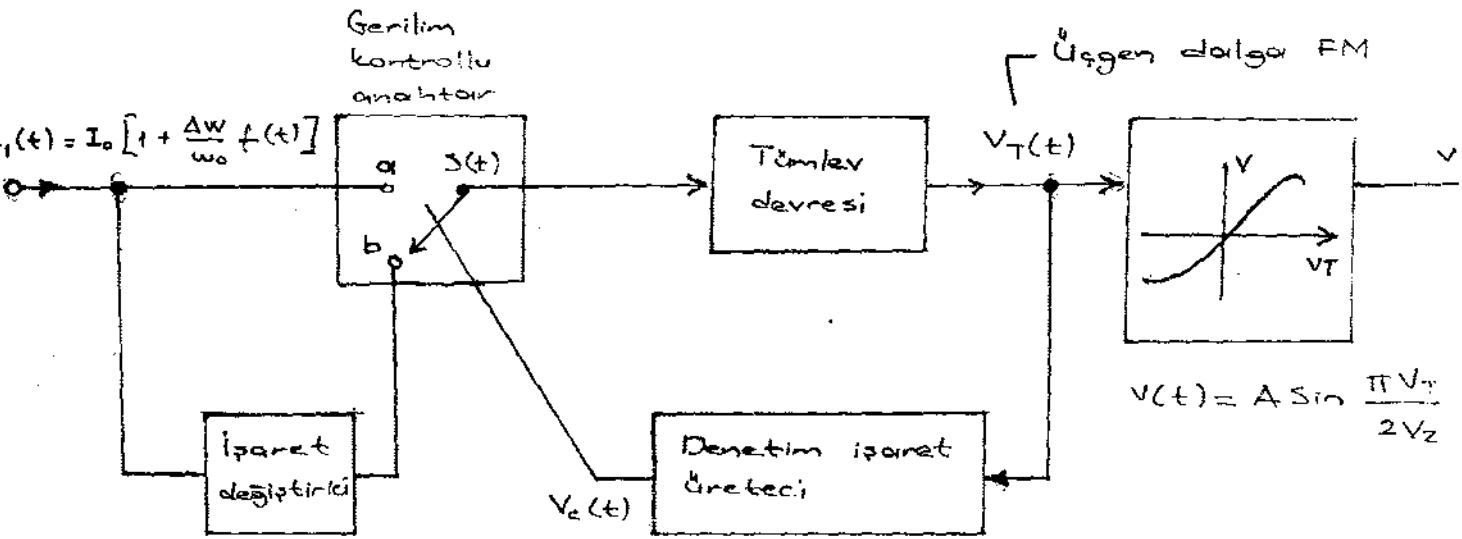 Gerilim
kontrollu
anahtar
Üçgen dalga FM
i₁(t) = I₀ [1 + Δw/w₀ f(t)]
a
S(t)
b
Tümlev
devresi
V_T(t)
V
V_T
V
İşaret
değiştirici
V_c(t)
Denetim işaret
üreteci
V(t) = A Sin πV_T/2V_Z